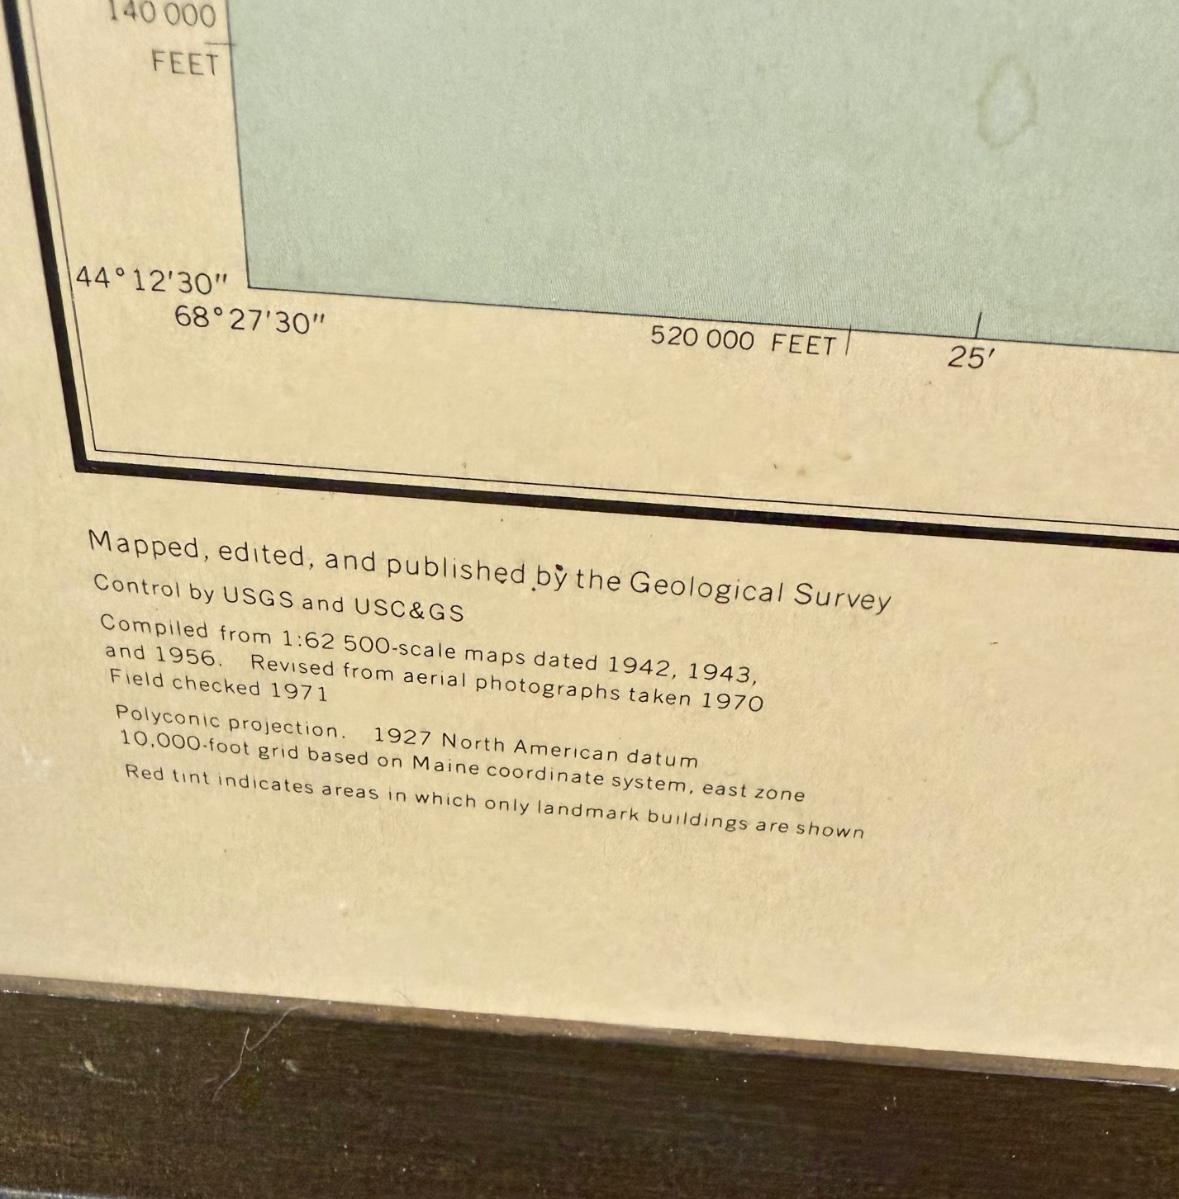 140 000
FEET
44°12'30"
68°27'30"
520 000 FEET
25'
Mapped, edited, and published by the Geological Survey
Control by USGS and USC&GS
Compiled from 1:62 500-scale maps dated 1942, 1943,
and 1956. Revised from aerial photographs taken 1970
Field checked 1971
Polyconic projection. 1927 North American datum
10,000-foot grid based on Maine coordinate system, east zone
Red tint indicates areas in which only landmark buildings are shown